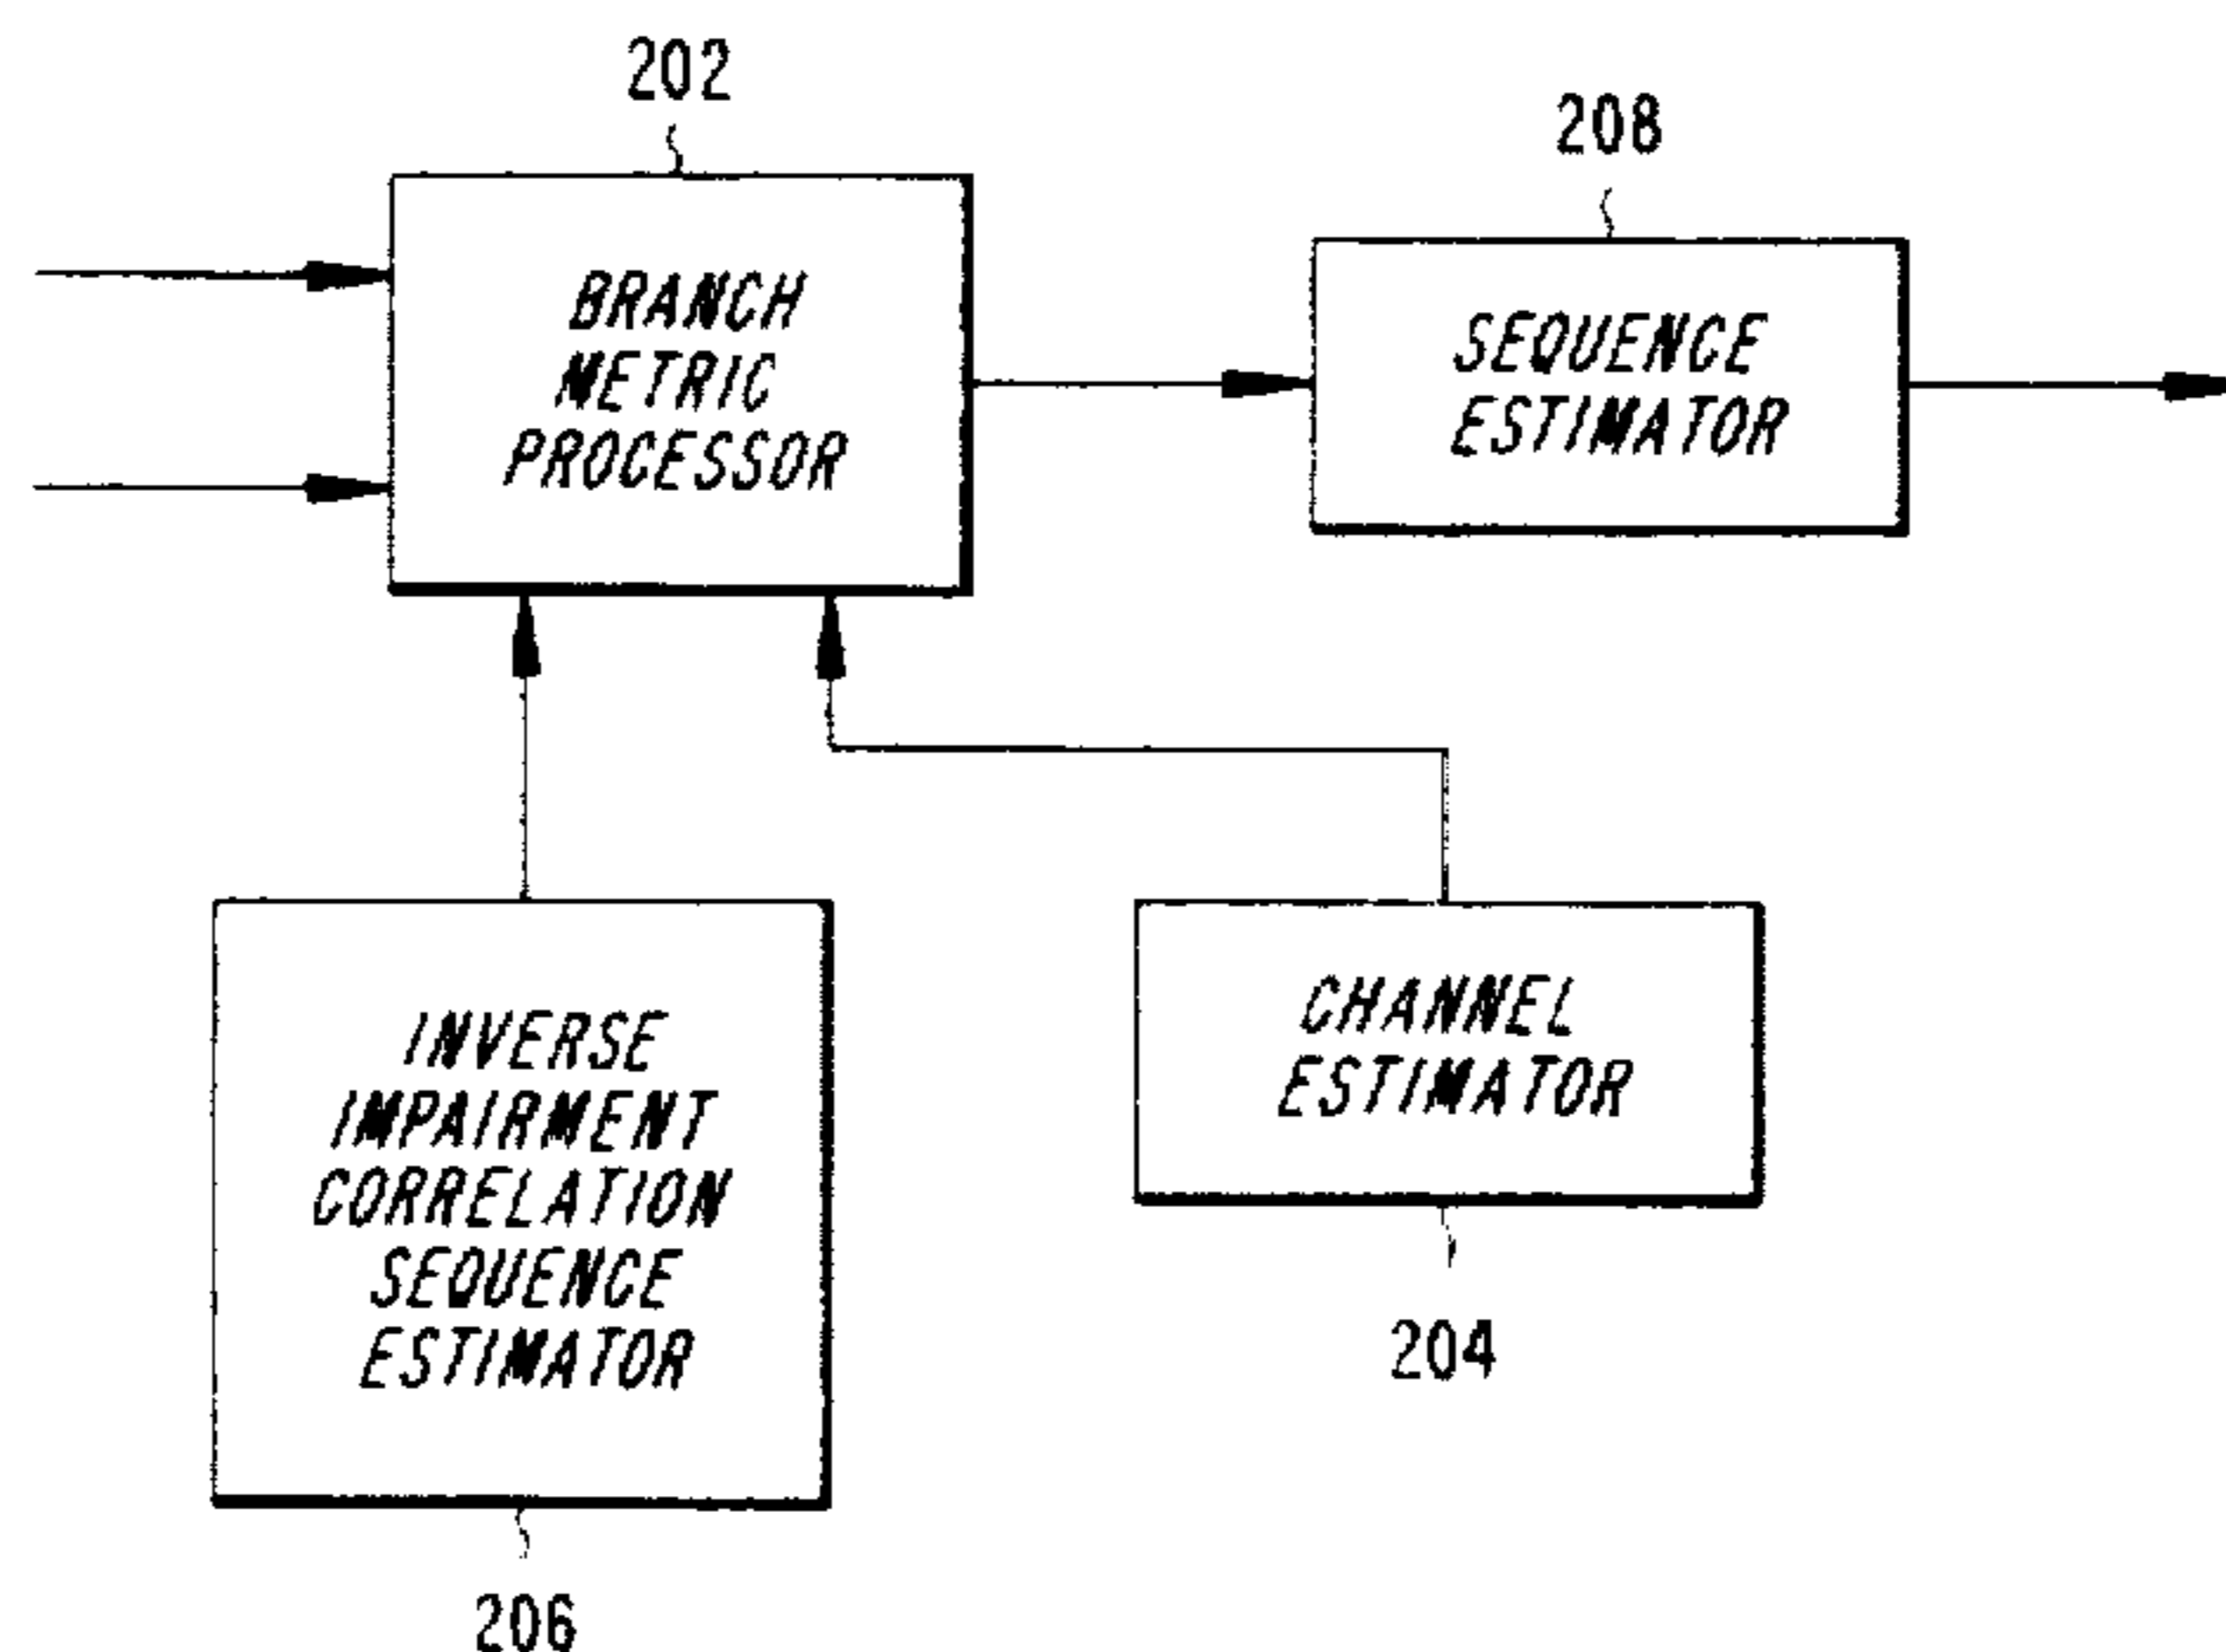 202
BRANCH
METRIC
PROCESSOR
208
SEQUENCE
ESTIMATOR
INVERSE
IMPAIRMENT
CORRELATION
SEQUENCE
ESTIMATOR
206
CHANNEL
ESTIMATOR
204